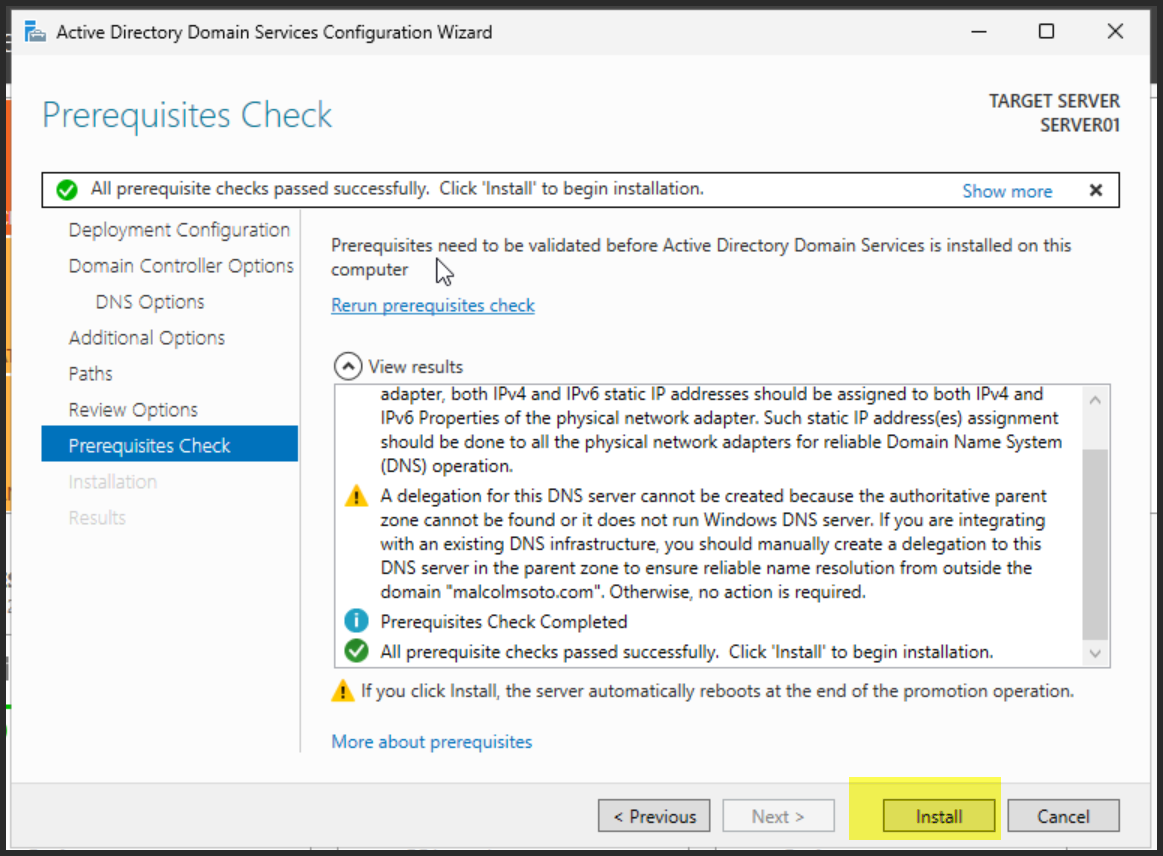 Active Directory Domain Services Configuration Wizard
Prerequisites Check
TARGET SERVER
SERVER01
All prerequisite checks passed successfully.  Click 'Install' to begin installation.
Show more
Deployment Configuration
Domain Controller Options
DNS Options
Additional Options
Paths
Review Options
Prerequisites Check
Installation
Results
Prerequisites need to be validated before Active Directory Domain Services is installed on this
computer
Rerun prerequisites check
View results
adapter, both IPv4 and IPv6 static IP addresses should be assigned to both IPv4 and
IPv6 Properties of the physical network adapter. Such static IP address(es) assignment
should be done to all the physical network adapters for reliable Domain Name System
(DNS) operation.
A delegation for this DNS server cannot be created because the authoritative parent
zone cannot be found or it does not run Windows DNS server. If you are integrating
with an existing DNS infrastructure, you should manually create a delegation to this
DNS server in the parent zone to ensure reliable name resolution from outside the
domain "malcolmsoto.com". Otherwise, no action is required.
Prerequisites Check Completed
All prerequisite checks passed successfully.  Click 'Install' to begin installation.
If you click Install, the server automatically reboots at the end of the promotion operation.
More about prerequisites
< Previous
Next >
Install
Cancel